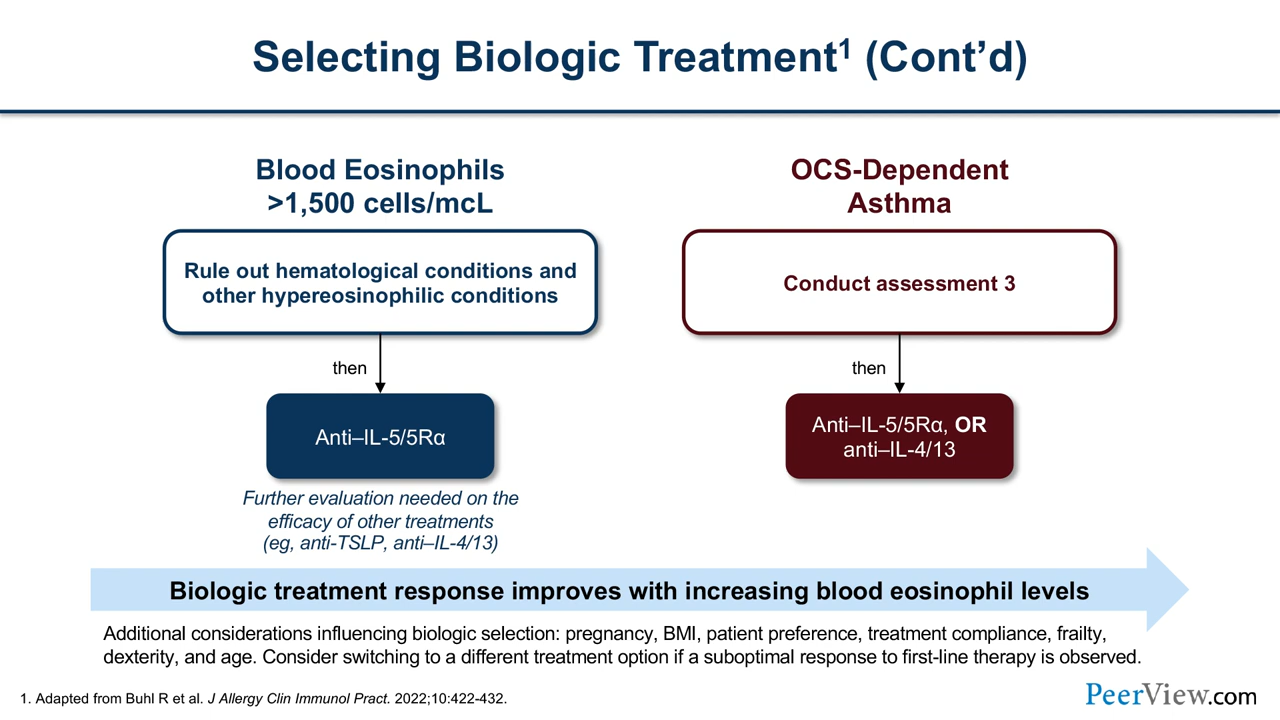 Selecting Biologic Treatment¹ (Cont’d)
Blood Eosinophils
>1,500 cells/mcL
Rule out hematological conditions and
other hypereosinophilic conditions
then
Anti–IL-5/5Rα
Further evaluation needed on the
efficacy of other treatments
(eg, anti-TSLP, anti–IL-4/13)
OCS-Dependent
Asthma
Conduct assessment 3
then
Anti–IL-5/5Rα, OR
anti–IL-4/13
Biologic treatment response improves with increasing blood eosinophil levels
Additional considerations influencing biologic selection: pregnancy, BMI, patient preference, treatment compliance, frailty,
dexterity, and age. Consider switching to a different treatment option if a suboptimal response to first-line therapy is observed.
1. Adapted from Buhl R et al. J Allergy Clin Immunol Pract. 2022;10:422-432.
PeerView.com